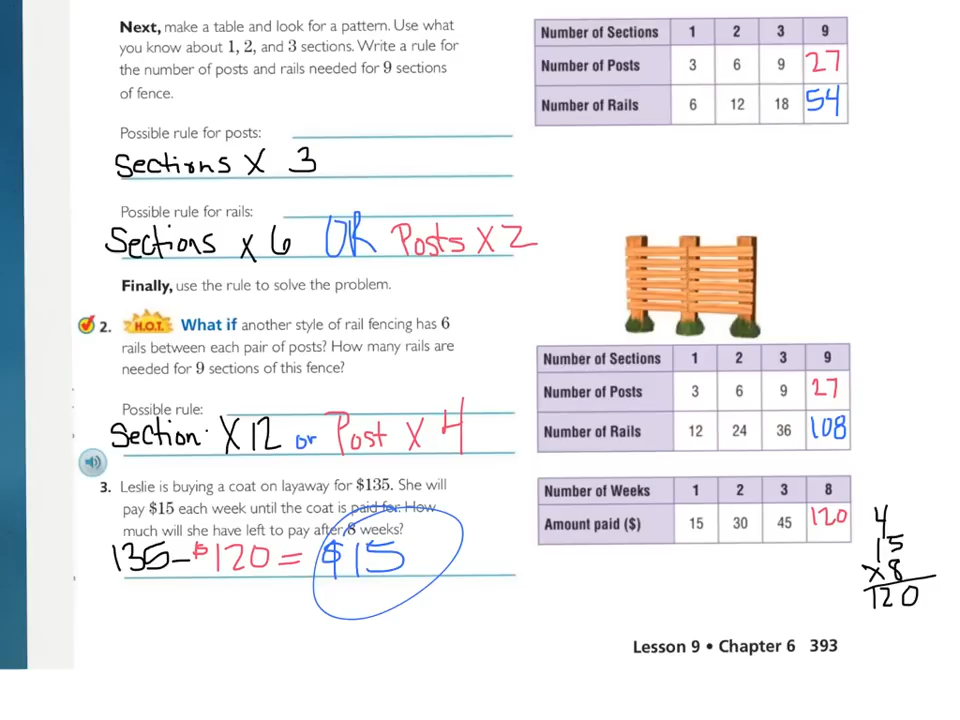 Next, make a table and look for a pattern. Use what
you know about 1, 2, and 3 sections. Write a rule for
the number of posts and rails needed for 9 sections
of fence.
Number of Sections 1 2 3 9
Number of Posts 3 6 9 27
Number of Rails 6 12 18 54
Possible rule for posts:
Sections X 3
Possible rule for rails:
Sections x 6 OR Posts X 2
Finally, use the rule to solve the problem.
2. H.O.T. What if another style of rail fencing has 6
rails between each pair of posts? How many rails are
needed for 9 sections of this fence?
Possible rule:
Section· X 12 or Post X 4
Number of Sections 1 2 3 9
Number of Posts 3 6 9 27
Number of Rails 12 24 36 108
3. Leslie is buying a coat on layaway for $135. She will
pay $15 each week until the coat is paid for. How
much will she have left to pay after 8 weeks?
135 - $120 = $15
Number of Weeks 1 2 3 8
Amount paid ($) 15 30 45 120
4
15
x8
120
Lesson 9 • Chapter 6 393